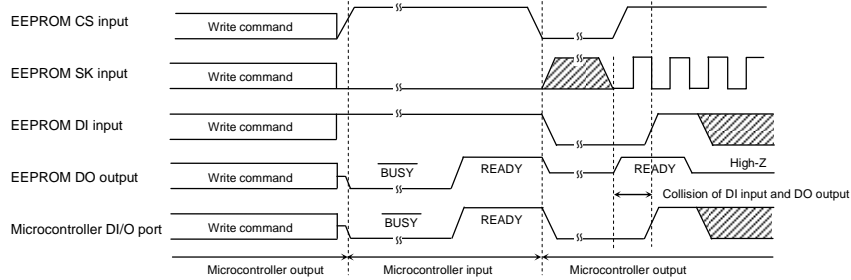 EEPROM CS input
Write command
EEPROM SK input
Write command
EEPROM DI input
Write command
EEPROM DO output
Write command
BUSY
READY
READY
High-Z
Collision of DI input and DO output
Microcontroller DI/O port
Write command
BUSY
READY
Microcontroller output
Microcontroller input
Microcontroller output